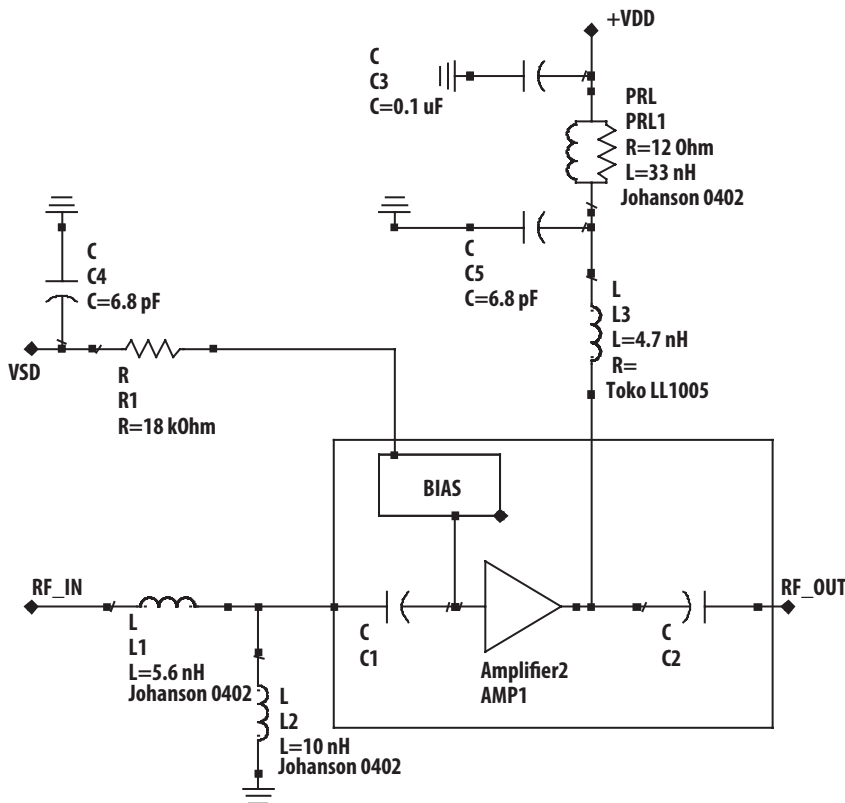 +VDD
C
C3
C=0.1 uF
PRL
PRL1
R=12 Ohm
L=33 nH
Johanson 0402
C
C4
C=6.8 pF
C
C5
C=6.8 pF
L
L3
L=4.7 nH
R=
Toko LL1005
VSD
R
R1
R=18 kOhm
BIAS
RF_IN
RF_OUT
L
L1
L=5.6 nH
Johanson 0402
C
C1
Amplifier2
AMP1
C
C2
L
L2
L=10 nH
Johanson 0402